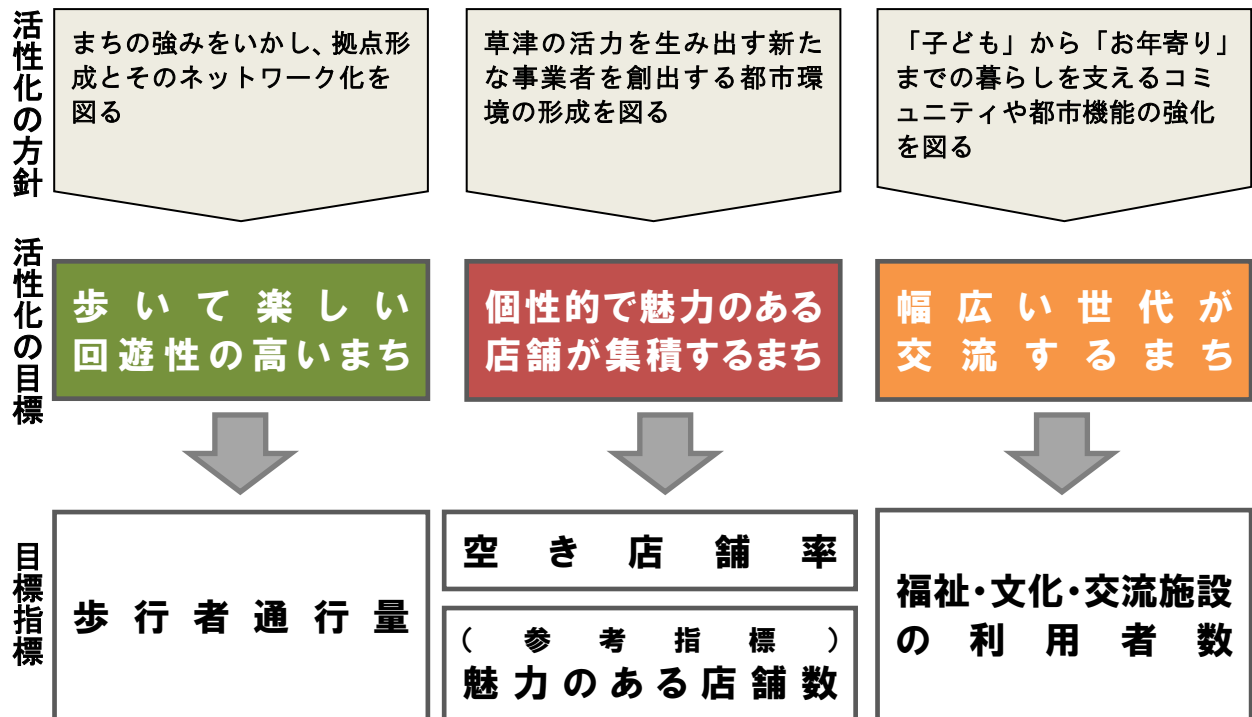 活性化の方針
まちの強みをいかし、拠点形
成とそのネットワーク化を
図る
草津の活力を生み出す新た
な事業者を創出する都市環
境の形成を図る
「子ども」から「お年寄り」
までの暮らしを支えるコミ
ュニティや都市機能の強化
を図る
活性化の目標
歩いて楽しい
回遊性の高いまち
個性的で魅力のある
店舗が集積するまち
幅広い世代が
交流するまち
目標指標
歩行者通行量
空き店舗率
(参考指標)
魅力のある店舗数
福祉・文化・交流施設
の利用者数